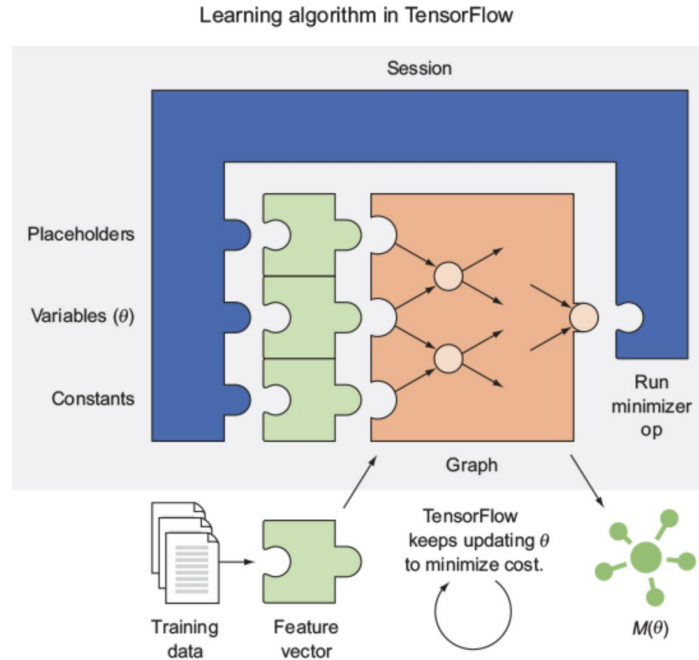 Learning algorithm in TensorFlow
Session
Placeholders
Variables (θ)
Constants
Run
minimizer
op
Graph
TensorFlow
keeps updating θ
to minimize cost.
Training
data
Feature
vector
M(θ)